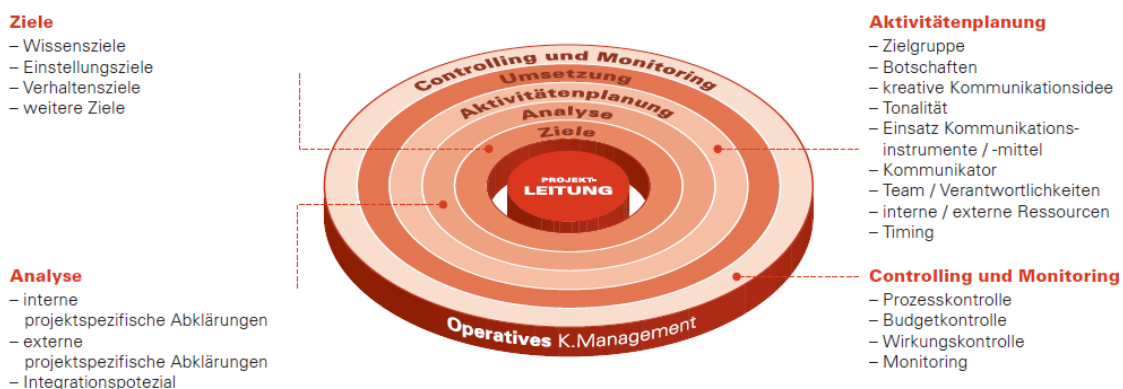 Ziele
– Wissensziele
– Einstellungsziele
– Verhaltensziele
– weitere Ziele
Analyse
– interne
projektspezifische Abklärungen
– externe
projektspezifische Abklärungen
– Integrationspotezial
Controlling und Monitoring
Umsetzung
Aktivitätenplanung
Analyse
Ziele
PROJEKT-
LEITUNG
Operatives K.Management
Aktivitätenplanung
– Zielgruppe
– Botschaften
– kreative Kommunikationsidee
– Tonalität
– Einsatz Kommunikations-
instrumente / -mittel
– Kommunikator
– Team / Verantwortlichkeiten
– interne / externe Ressourcen
– Timing
Controlling und Monitoring
– Prozesskontrolle
– Budgetkontrolle
– Wirkungskontrolle
– Monitoring